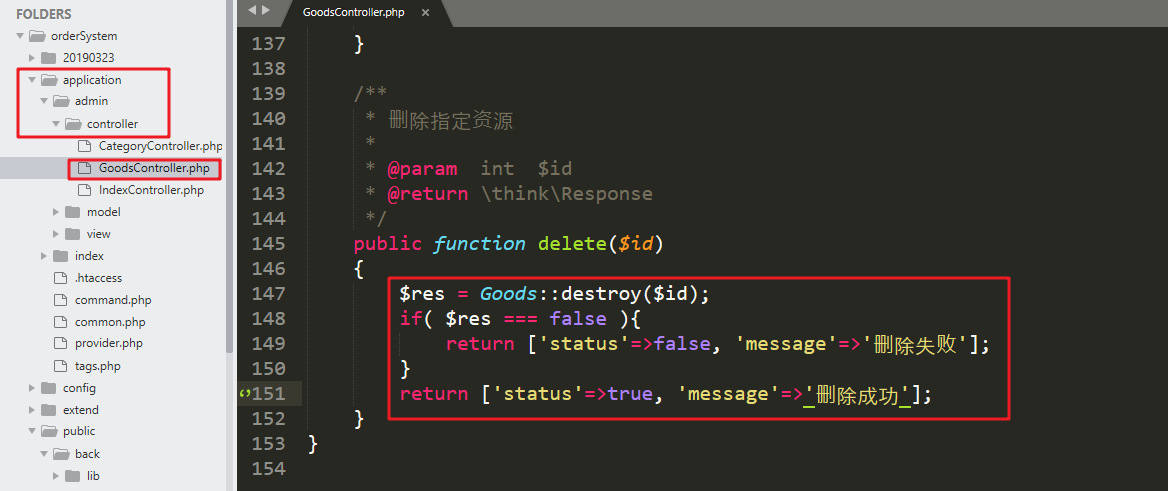 FOLDERS
orderSystem
20190323
application
admin
controller
CategoryController.php
GoodsController.php
IndexController.php
model
view
index
.htaccess
command.php
common.php
provider.php
tags.php
config
extend
public
back
lib
GoodsController.php ×
137 }
138
139 /**
140 * 删除指定资源
141 *
142 * @param  int  $id
143 * @return \think\Response
144 */
145 public function delete($id)
146 {
147 $res = Goods::destroy($id);
148 if( $res === false ){
149 return ['status'=>false, 'message'=>'删除失败'];
150 }
151 return ['status'=>true, 'message'=>'删除成功'];
152 }
153 }
154